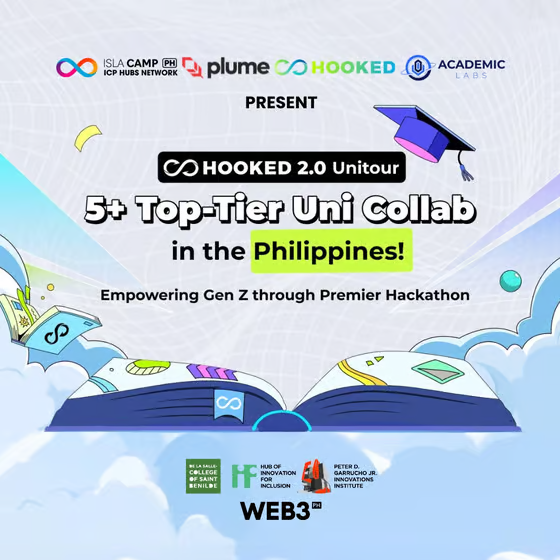 ISLA CAMP PH
ICP HUBS NETWORK
plume
HOOKED
ACADEMIC
LABS
PRESENT
HOOKED 2.0 Unitour
5+ Top-Tier Uni Collab
in the Philippines!
Empowering Gen Z through Premier Hackathon
DE LA SALLE-
COLLEGE
OF SAINT
BENILDE
HUB OF
INNOVATION
FOR
INCLUSION
PETER D.
GARRUCHO JR.
INNOVATIONS
INSTITUTE
WEB3 PH